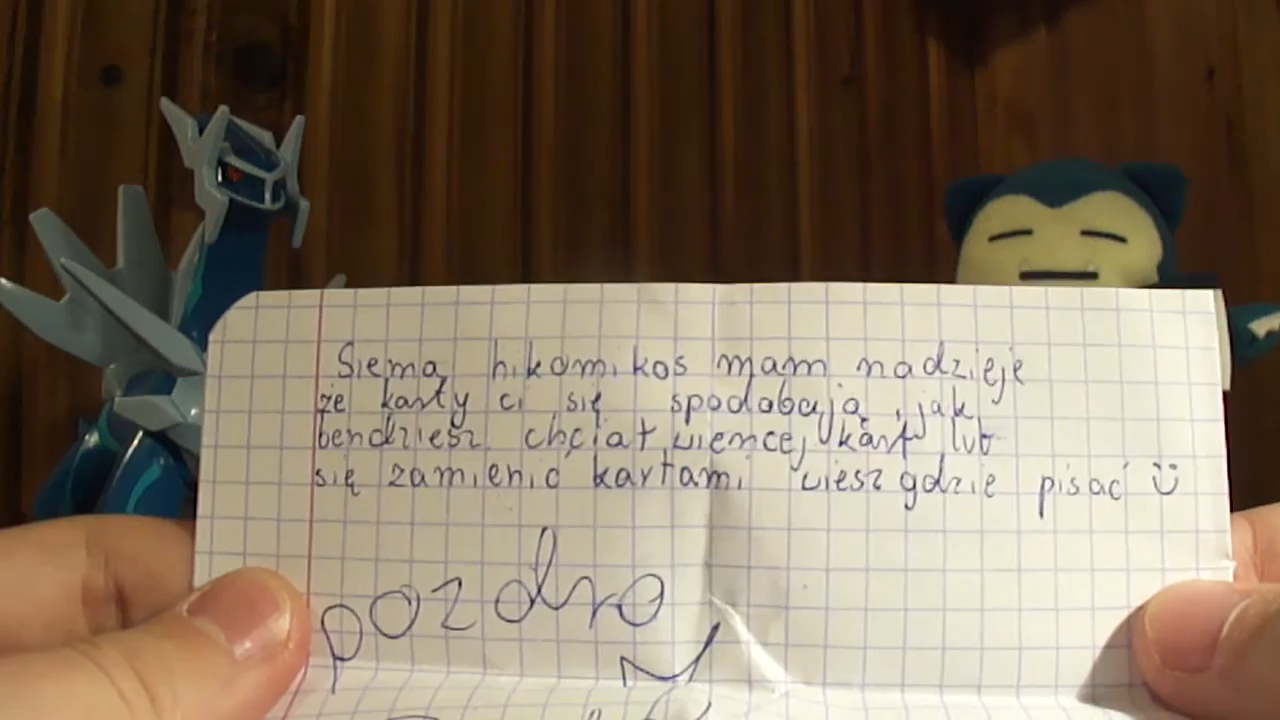 Siema hikomikos mam nadzieje
że karty ci się spodobają, jak
bendziesz chciał wiencej kart lub
się zamienić kartami wiesz gdzie pisać :)
pozdro